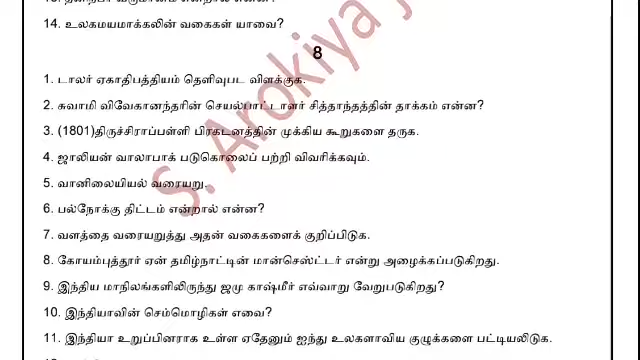 14. உலகமயமாக்கலின் வகைகள் யாவை?
8
1. டாலர் ஏகாதிபத்தியம் தெளிவுபட விளக்குக.
2. சுவாமி விவேகானந்தரின் செயல்பாட்டாளர் சித்தாந்தத்தின் தாக்கம் என்ன?
3. (1801)திருச்சிராப்பள்ளி பிரகடனத்தின் முக்கிய கூறுகளை தருக.
4. ஜாலியன் வாலாபாக் படுகொலைப் பற்றி விவரிக்கவும்.
5. வானிலையியல் வரையறு.
6. பல்நோக்கு திட்டம் என்றால் என்ன?
7. வளத்தை வரையறுத்து அதன் வகைகளைக் குறிப்பிடுக.
8. கோயம்புத்தூர் ஏன் தமிழ்நாட்டின் மான்செஸ்ட்டர் என்று அழைக்கப்படுகிறது.
9. இந்திய மாநிலங்களிலிருந்து ஜமு காஷ்மீர் எவ்வாறு வேறுபடுகிறது?
10. இந்தியாவின் செம்மொழிகள் எவை?
11. இந்தியா உறுப்பினராக உள்ள ஏதேனும் ஐந்து உலகளாவிய குழுக்களை பட்டியலிடுக.
S. Arokiya